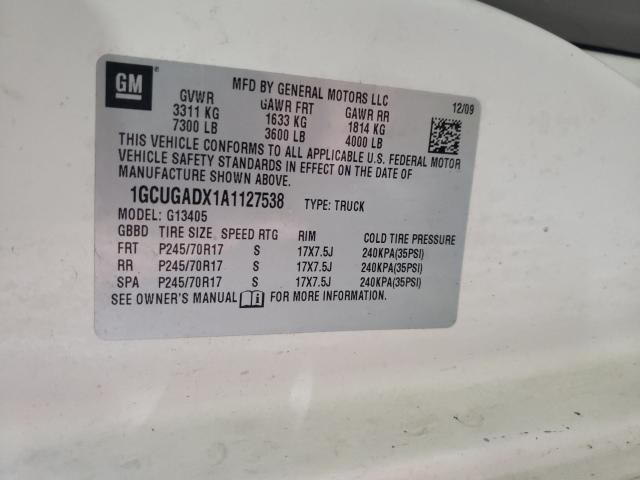 GM
MFD BY GENERAL MOTORS LLC
GVWR GAWR FRT GAWR RR 12/09
3311 KG 1633 KG 1814 KG
7300 LB 3600 LB 4000 LB
THIS VEHICLE CONFORMS TO ALL APPLICABLE U.S. FEDERAL MOTOR
VEHICLE SAFETY STANDARDS IN EFFECT ON THE DATE OF
MANUFACTURE SHOWN ABOVE.
1GCUGADX1A1127538 TYPE: TRUCK
MODEL: G13405
GBBD TIRE SIZE SPEED RTG RIM COLD TIRE PRESSURE
FRT P245/70R17 S 17X7.5J 240KPA(35PSI)
RR P245/70R17 S 17X7.5J 240KPA(35PSI)
SPA P245/70R17 S 17X7.5J 240KPA(35PSI)
SEE OWNER'S MANUAL FOR MORE INFORMATION.